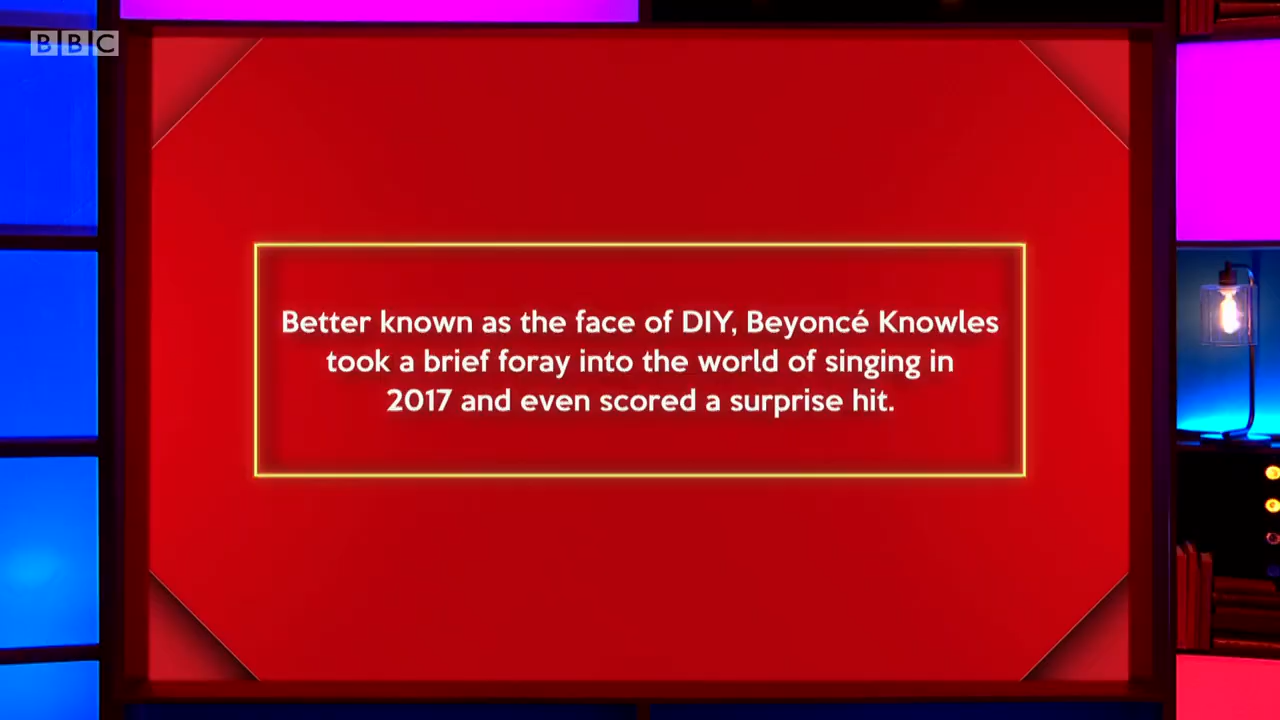 BBC
Better known as the face of DIY, Beyoncé Knowles
took a brief foray into the world of singing in
2017 and even scored a surprise hit.